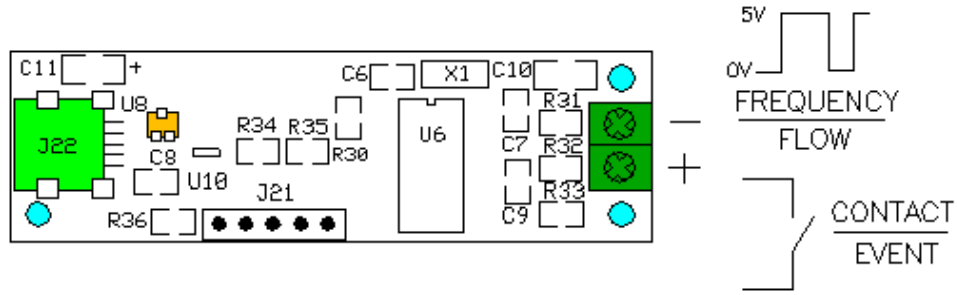 C11 +
C6
X1
C10
U8
J22
C8
U10
R34
R35
R30
U6
C7
R31
R32
R33
C9
R36
J21
−
+
5V
0V
FREQUENCY
FLOW
CONTACT
EVENT